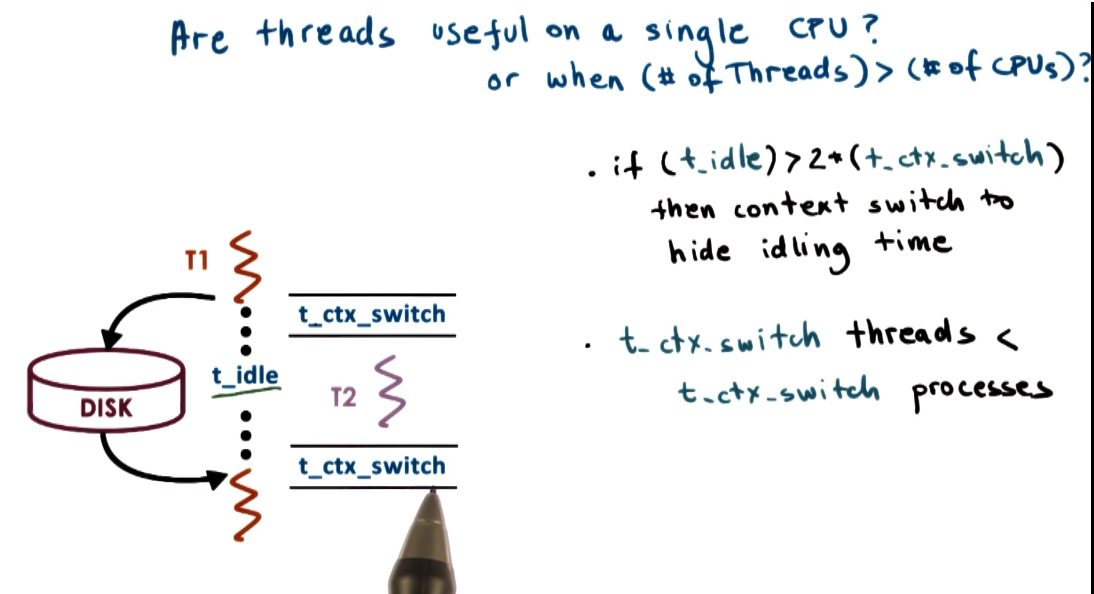 Are threads useful on a single CPU?
or when (# of Threads) > (# of CPUs)?
. if (t_idle) > 2*(t_ctx_switch)
then context switch to
hide idling time
T1
t_ctx_switch
t_idle
T2
DISK
t_ctx_switch
. t_ctx_switch threads <
t_ctx_switch processes